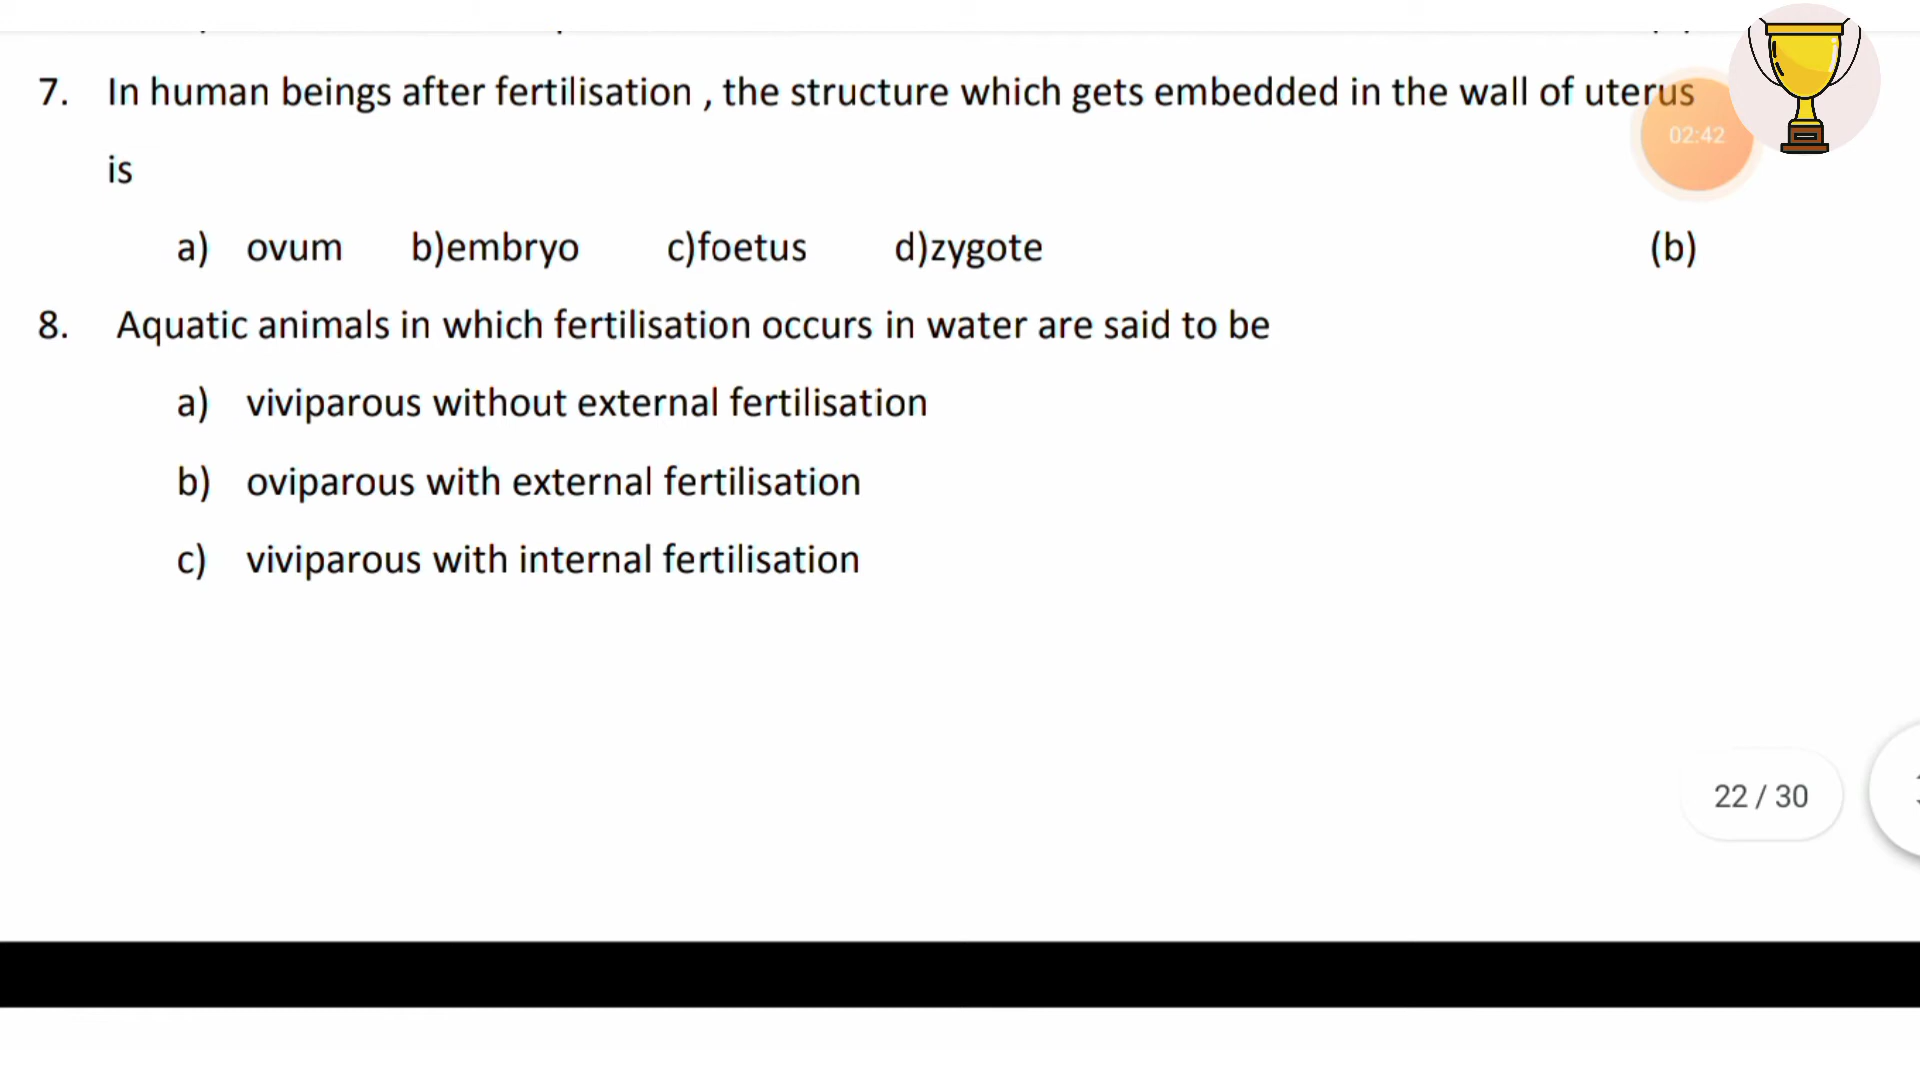 7. In human beings after fertilisation , the structure which gets embedded in the wall of uterus
02:42
is
a) ovum b)embryo c)foetus d)zygote (b)
8. Aquatic animals in which fertilisation occurs in water are said to be
a) viviparous without external fertilisation
b) oviparous with external fertilisation
c) viviparous with internal fertilisation
22 / 30